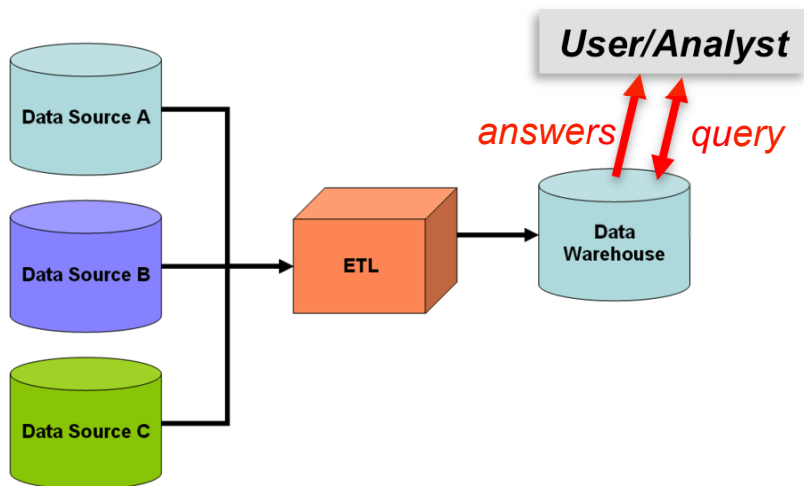 User/Analyst
Data Source A
answers
query
Data Source B
ETL
Data
Warehouse
Data Source C